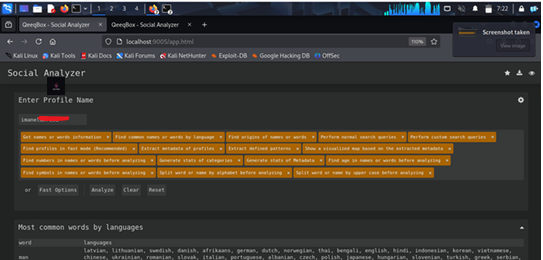 1 2 3 4
7:22
QeeqBox - Social Analyzer × QeeqBox - Social Analyzer ×
Screenshot taken
View image
localhost:9005/app.html
110%
Kali Linux Kali Tools Kali Docs Kali Forums Kali NetHunter Exploit-DB Google Hacking DB OffSec
Social Analyzer
Enter Profile Name
imane
Get names or words information × Find common names or words by language × Find origins of names or words × Perform normal search queries × Perform custom search queries ×
Find profiles in fast mode (Recommended) × Extract metadata of profiles × Extract defined patterns × Show a visualized map based on the extracted metadata ×
Find numbers in names or words before analyzing × Generate stats of categories × Generate stats of Metadata × Find age in names or words before analyzing ×
Find symbols in names or words before analyzing × Split word or name by alphabet before analyzing × Split word or name by upper case before analyzing ×
or Fast Options Analyze Clear Reset
Most common words by languages
word languages
latvian, lithuanian, swedish, danish, afrikaans, german, dutch, norwegian, thai, bengali, english, hindi, indonesian, korean, vietnamese,
man chinese, ukrainian, romanian, slovak, italian, portuguese, albanian, czech, polish, japanese, hungarian, slovenian, turkish, greek, serbian,